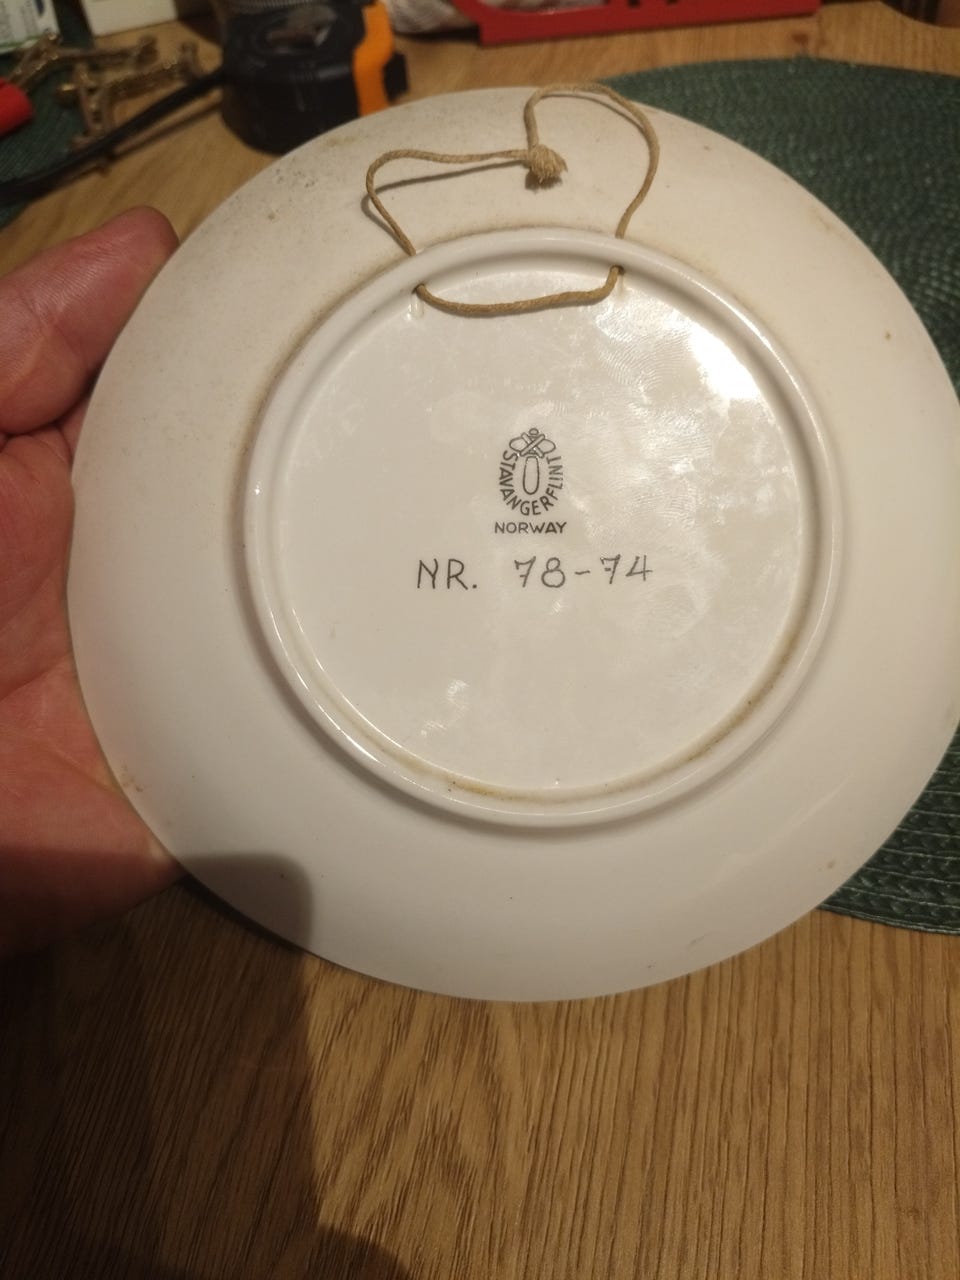 STAVANGERFLINT
NORWAY
NR. 78-74